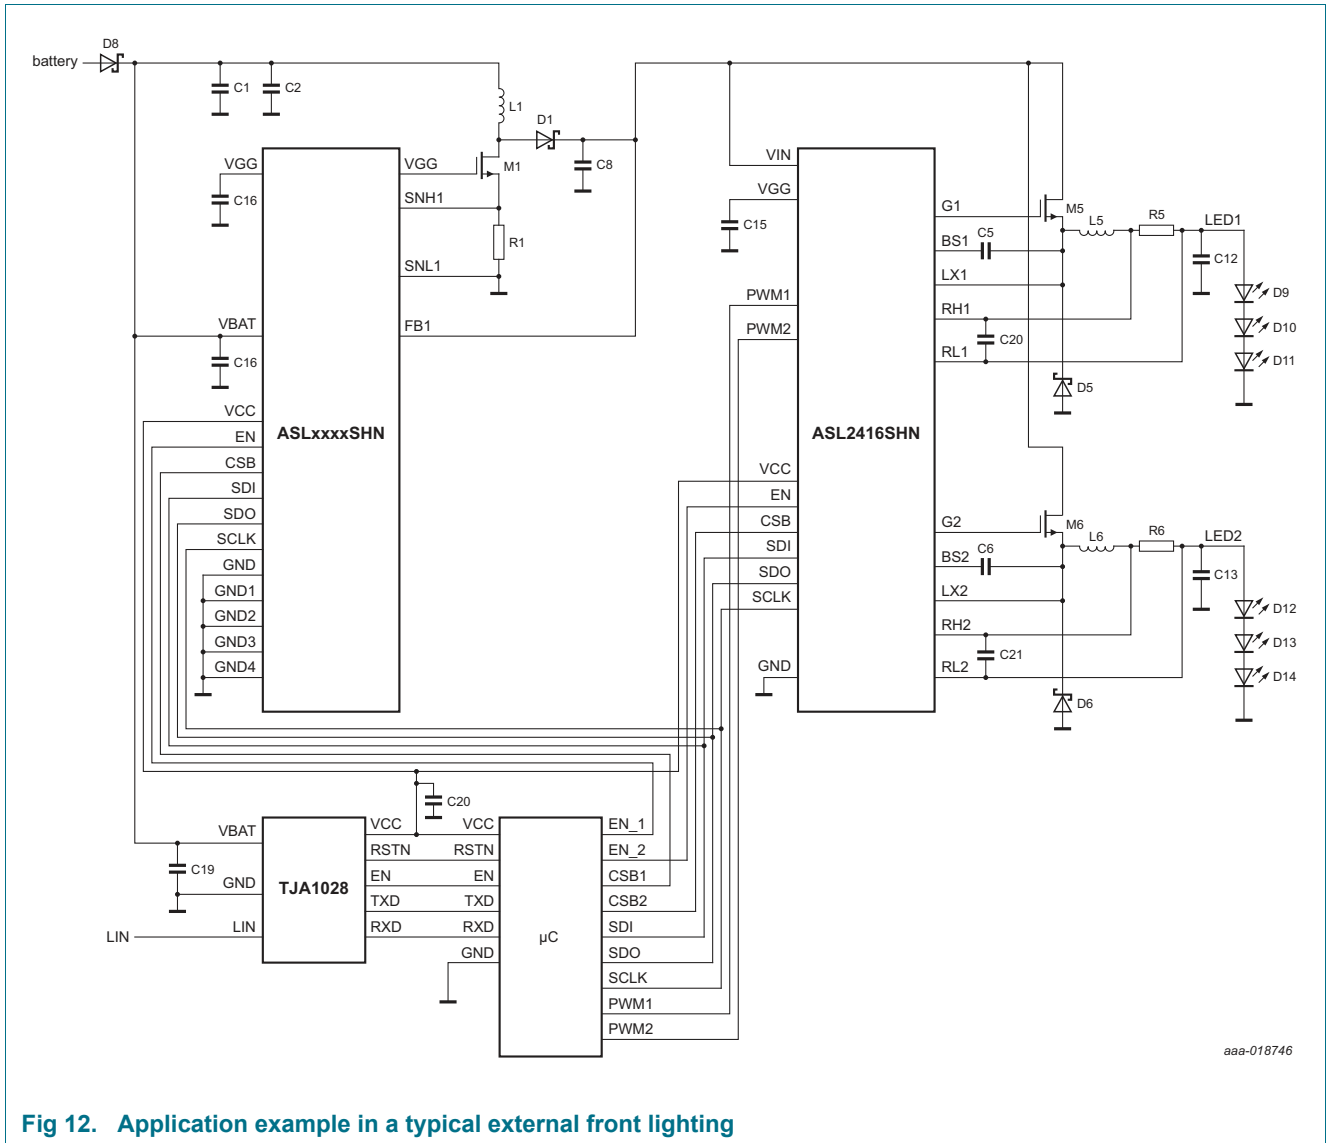 battery
D8
C1
C2
L1
D1
C8
VGG
C16
VGG
M1
SNH1
R1
SNL1
VBAT
FB1
C16
VCC
EN
CSB
SDI
SDO
SCLK
GND
GND1
GND2
GND3
GND4
ASLxxxxSHN
VIN
VGG
C15
PWM1
PWM2
ASL2416SHN
VCC
EN
CSB
SDI
SDO
SCLK
GND
G1
M5
BS1
C5
L5
R5
LED1
C12
LX1
RH1
C20
RL1
D5
D9
D10
D11
G2
M6
BS2
C6
L6
R6
LED2
C13
LX2
RH2
C21
RL2
D6
D12
D13
D14
C20
VBAT
C19
GND
LIN
LIN
TJA1028
VCC
RSTN
EN
TXD
RXD
VCC
RSTN
EN
TXD
RXD
GND
µC
EN_1
EN_2
CSB1
CSB2
SDI
SDO
SCLK
PWM1
PWM2
aaa-018746
Fig 12. Application example in a typical external front lighting